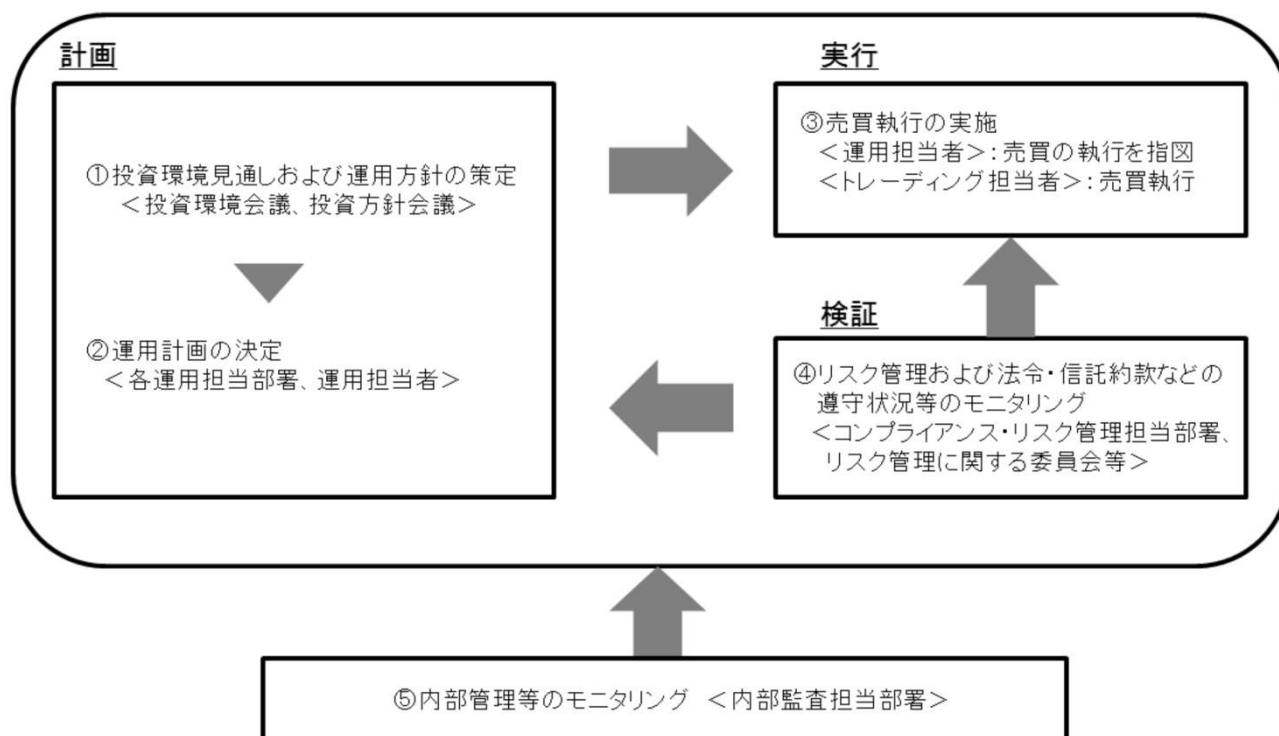 計画
①投資環境見通しおよび運用方針の策定
＜投資環境会議、投資方針会議＞
②運用計画の決定
＜各運用担当部署、運用担当者＞
実行
③売買執行の実施
＜運用担当者＞：売買の執行を指図
＜トレーディング担当者＞：売買執行
検証
④リスク管理および法令・信託約款などの
遵守状況等のモニタリング
＜コンプライアンス・リスク管理担当部署、
リスク管理に関する委員会等＞
⑤内部管理等のモニタリング ＜内部監査担当部署＞